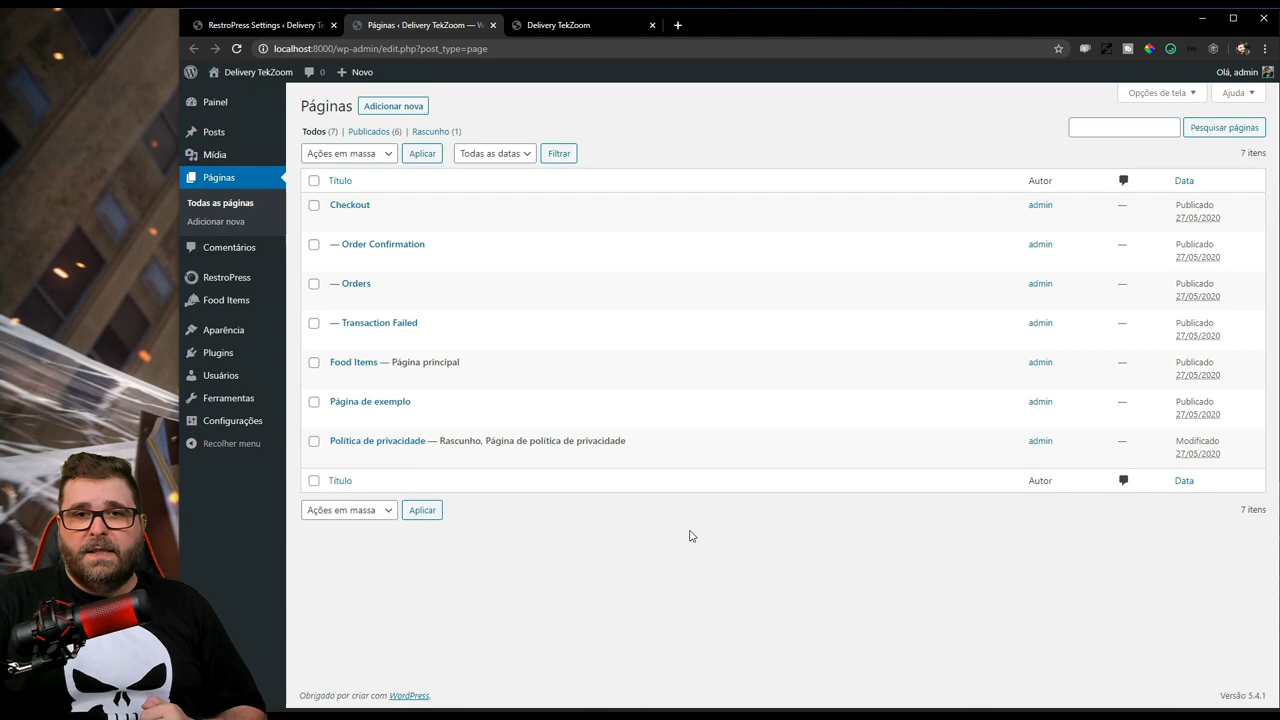 RestroPress Settings ‹ Delivery Te
Páginas ‹ Delivery TekZoom — W
Delivery TekZoom
localhost:8000/wp-admin/edit.php?post_type=page
Delivery TekZoom
0
Novo
Olá, admin
Painel
Posts
Mídia
Páginas
Todas as páginas
Adicionar nova
Comentários
RestroPress
Food Items
Aparência
Plugins
Usuários
Ferramentas
Configurações
Recolher menu
Opções de tela
Ajuda
Páginas
Adicionar nova
Todos (7) | Publicados (6) | Rascunho (1)
Pesquisar páginas
Ações em massa
Aplicar
Todas as datas
Filtrar
7 itens
Título
Autor
Data
Checkout
admin
—
Publicado
27/05/2020
— Order Confirmation
admin
—
Publicado
27/05/2020
— Orders
admin
—
Publicado
27/05/2020
— Transaction Failed
admin
—
Publicado
27/05/2020
Food Items — Página principal
admin
—
Publicado
27/05/2020
Página de exemplo
admin
—
Publicado
27/05/2020
Política de privacidade — Rascunho, Página de política de privacidade
admin
—
Modificado
27/05/2020
Título
Autor
Data
Ações em massa
Aplicar
7 itens
Obrigado por criar com WordPress.
Versão 5.4.1